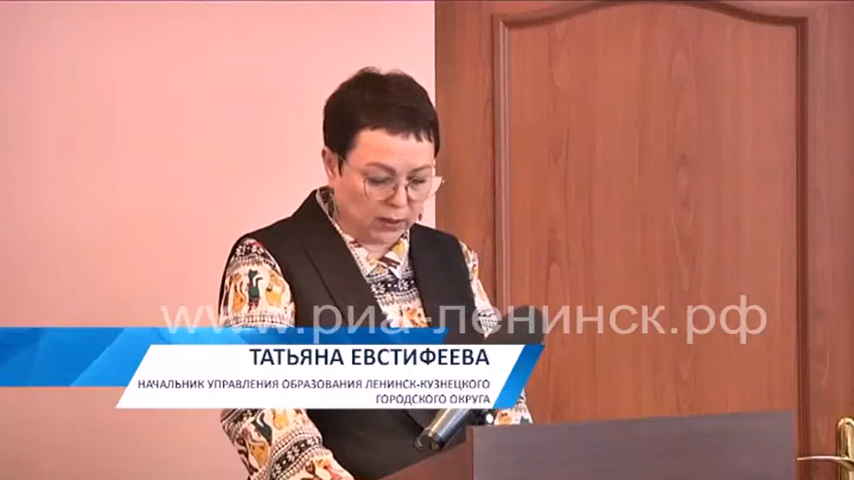 www.риа-ленинск.рф
ТАТЬЯНА ЕВСТИФЕЕВА
НАЧАЛЬНИК УПРАВЛЕНИЯ ОБРАЗОВАНИЯ ЛЕНИНСК-КУЗНЕЦКОГО
ГОРОДСКОГО ОКРУГА